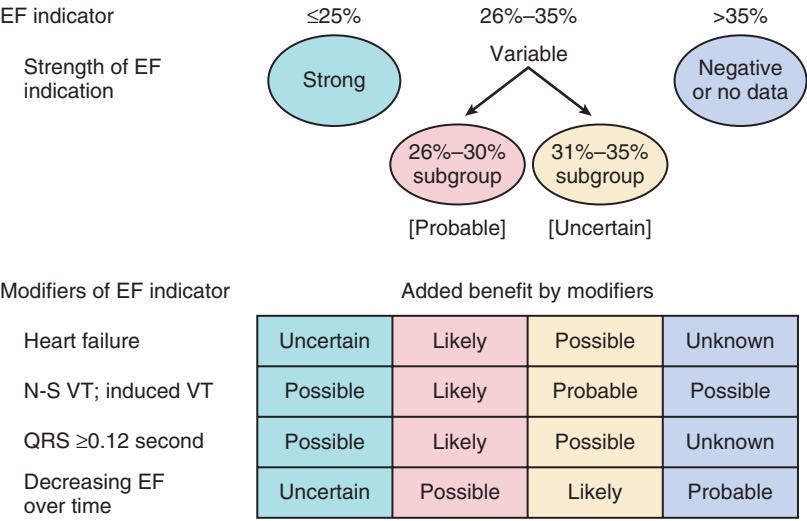 EF indicator ≤25% 26%–35% >35%
Strength of EF
indication
Strong
Variable
Negative
or no data
26%–30%
subgroup
31%–35%
subgroup
[Probable] [Uncertain]
Modifiers of EF indicator Added benefit by modifiers
Heart failure Uncertain Likely Possible Unknown
N-S VT; induced VT Possible Likely Probable Possible
QRS ≥0.12 second Possible Likely Possible Unknown
Decreasing EF
over time
Uncertain Possible Likely Probable